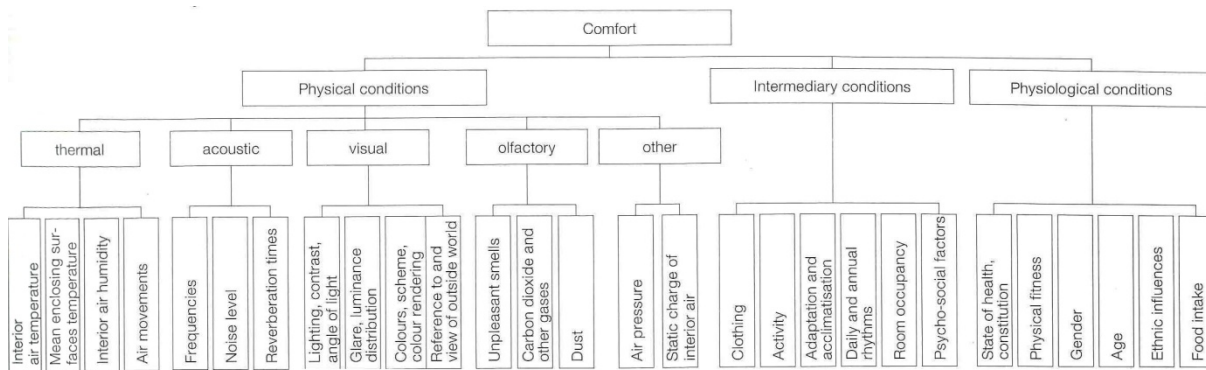 Comfort
Physical conditions
Intermediary conditions
Physiological conditions
thermal
acoustic
visual
olfactory
other
Interior
air temperature
Mean enclosing sur-
faces temperature
Interior air humidity
Air movements
Frequencies
Noise level
Reverberation times
Lighting, contrast,
angle of light
Glare, luminance
distribution
Colours, scheme,
colour rendering
Reference to and
view of outside world
Unpleasant smells
Carbon dioxide and
other gases
Dust
Air pressure
Static charge of
interior air
Clothing
Activity
Adaptation and
acclimatisation
Daily and annual
rhythms
Room occupancy
Psycho-social factors
State of health,
constitution
Physical fitness
Gender
Age
Ethnic influences
Food intake